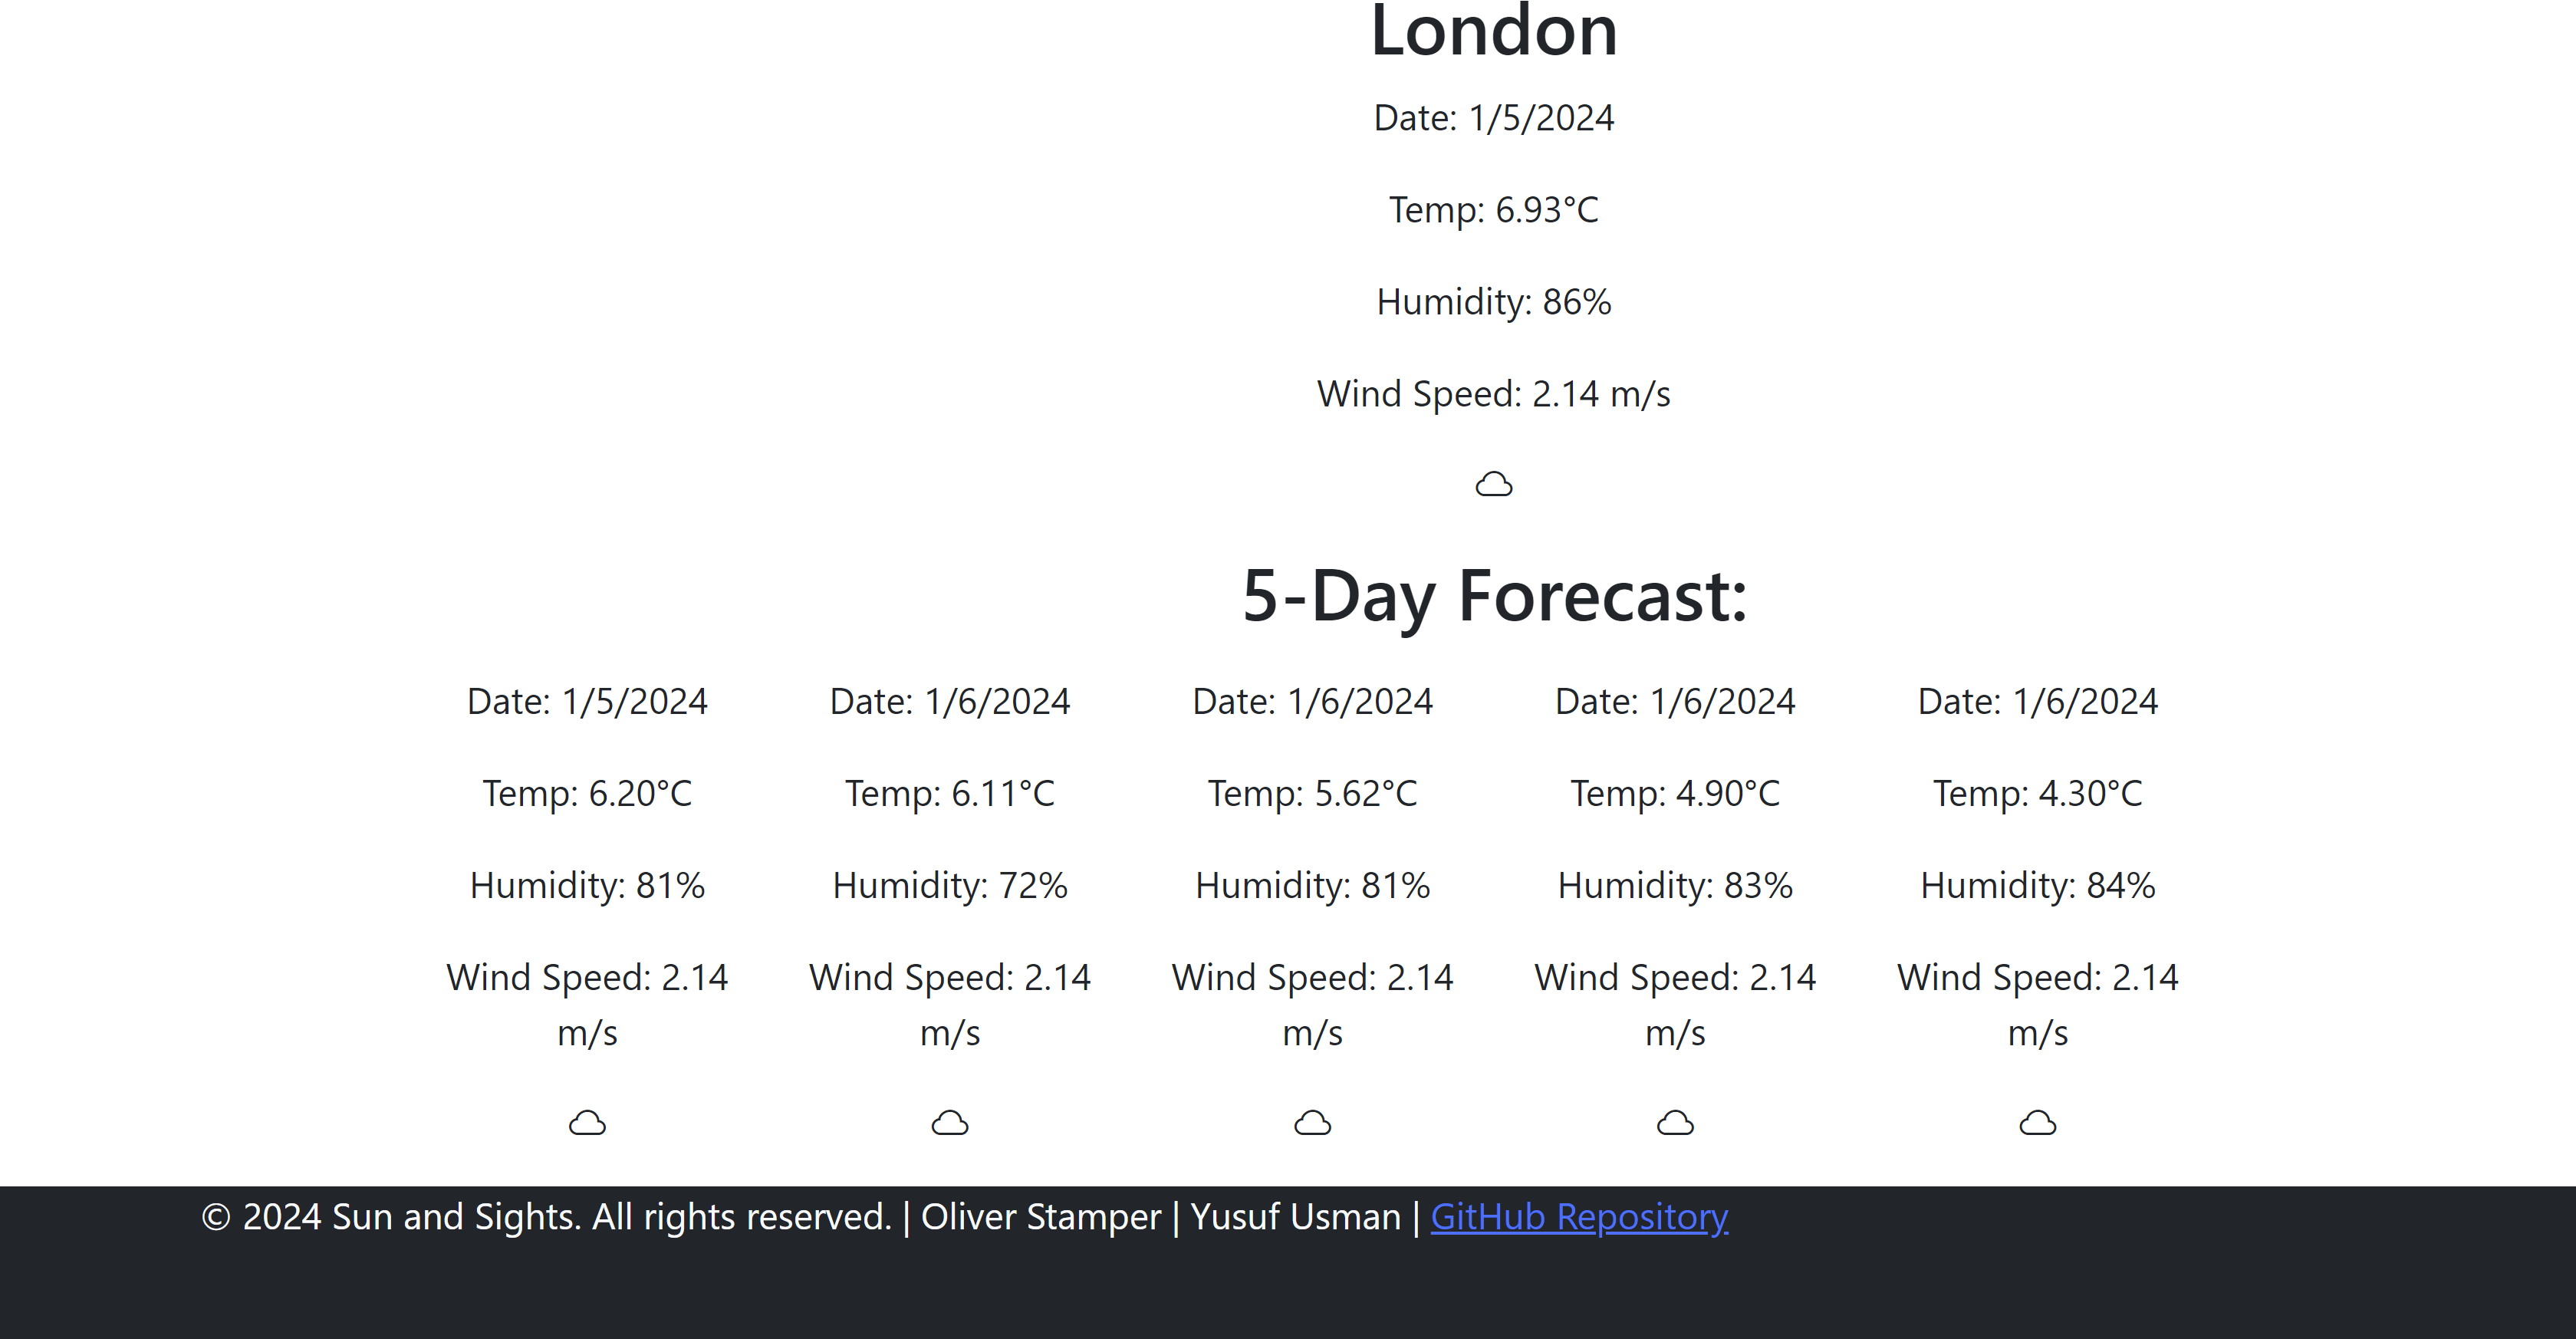 London
Date: 1/5/2024
Temp: 6.93°C
Humidity: 86%
Wind Speed: 2.14 m/s
5-Day Forecast:
Date: 1/5/2024
Temp: 6.20°C
Humidity: 81%
Wind Speed: 2.14
m/s
Date: 1/6/2024
Temp: 6.11°C
Humidity: 72%
Wind Speed: 2.14
m/s
Date: 1/6/2024
Temp: 5.62°C
Humidity: 81%
Wind Speed: 2.14
m/s
Date: 1/6/2024
Temp: 4.90°C
Humidity: 83%
Wind Speed: 2.14
m/s
Date: 1/6/2024
Temp: 4.30°C
Humidity: 84%
Wind Speed: 2.14
m/s
© 2024 Sun and Sights. All rights reserved. | Oliver Stamper | Yusuf Usman | GitHub Repository